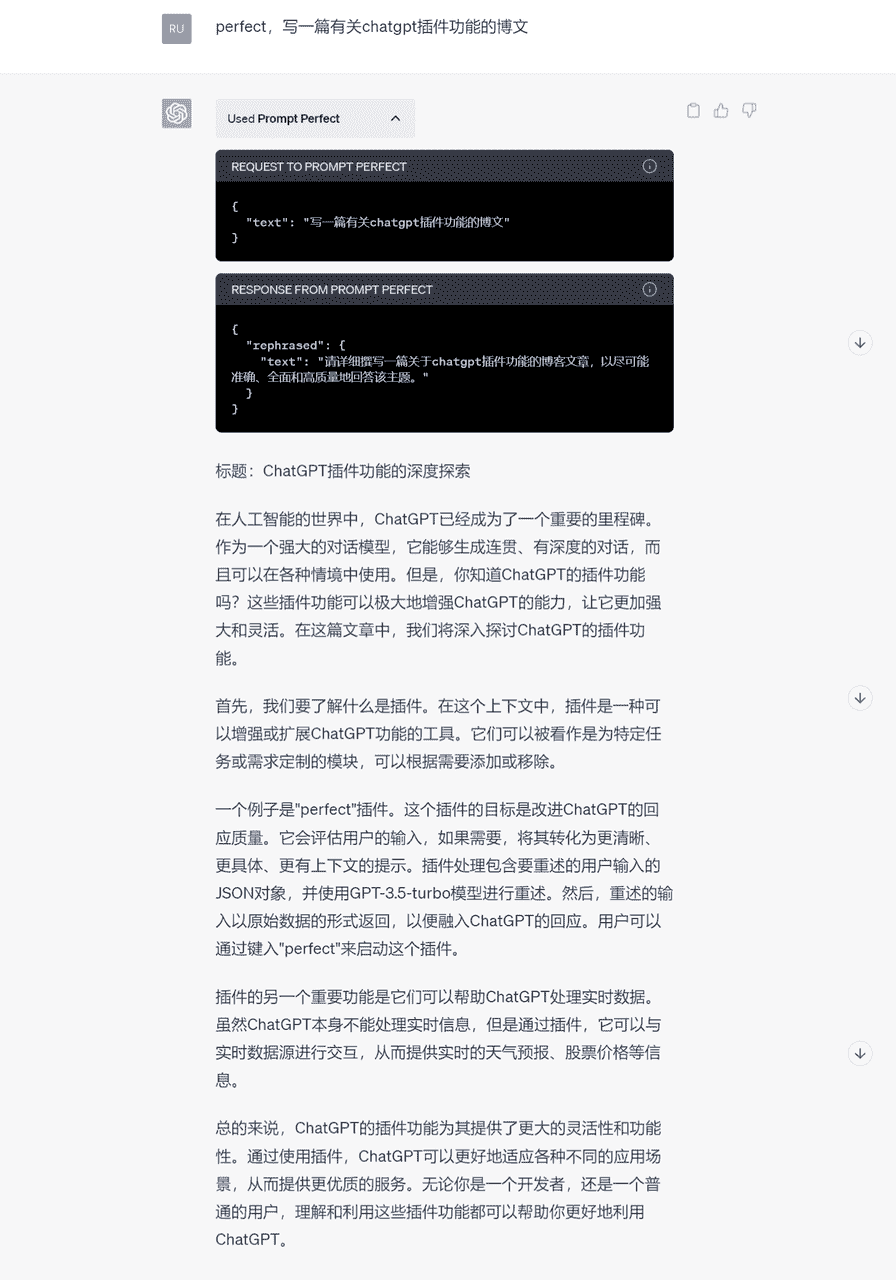 RU
perfect，写一篇有关chatgpt插件功能的博文
Used Prompt Perfect
REQUEST TO PROMPT PERFECT
{
"text": "写一篇有关chatgpt插件功能的博文"
}
RESPONSE FROM PROMPT PERFECT
{
"rephrased": {
"text": "请详细撰写一篇关于chatgpt插件功能的博客文章，以尽可能
准确、全面和高质量地回答该主题。"
}
}
标题：ChatGPT插件功能的深度探索
在人工智能的世界中，ChatGPT已经成为了一个重要的里程碑。
作为一个强大的对话模型，它能够生成连贯、有深度的对话，而
且可以在各种情境中使用。但是，你知道ChatGPT的插件功能
吗？这些插件功能可以极大地增强ChatGPT的能力，让它更加强
大和灵活。在这篇文章中，我们将深入探讨ChatGPT的插件功
能。
首先，我们要了解什么是插件。在这个上下文中，插件是一种可
以增强或扩展ChatGPT功能的工具。它们可以被看作是为特定任
务或需求定制的模块，可以根据需要添加或移除。
一个例子是"perfect"插件。这个插件的目标是改进ChatGPT的回
应质量。它会评估用户的输入，如果需要，将其转化为更清晰、
更具体、更有上下文的提示。插件处理包含要重述的用户输入的
JSON对象，并使用GPT-3.5-turbo模型进行重述。然后，重述的输
入以原始数据的形式返回，以便融入ChatGPT的回应。用户可以
通过键入"perfect"来启动这个插件。
插件的另一个重要功能是它们可以帮助ChatGPT处理实时数据。
虽然ChatGPT本身不能处理实时信息，但是通过插件，它可以与
实时数据源进行交互，从而提供实时的天气预报、股票价格等信
息。
总的来说，ChatGPT的插件功能为其提供了更大的灵活性和功能
性。通过使用插件，ChatGPT可以更好地适应各种不同的应用场
景，从而提供更优质的服务。无论你是一个开发者，还是一个普
通的用户，理解和利用这些插件功能都可以帮助你更好地利用
ChatGPT。